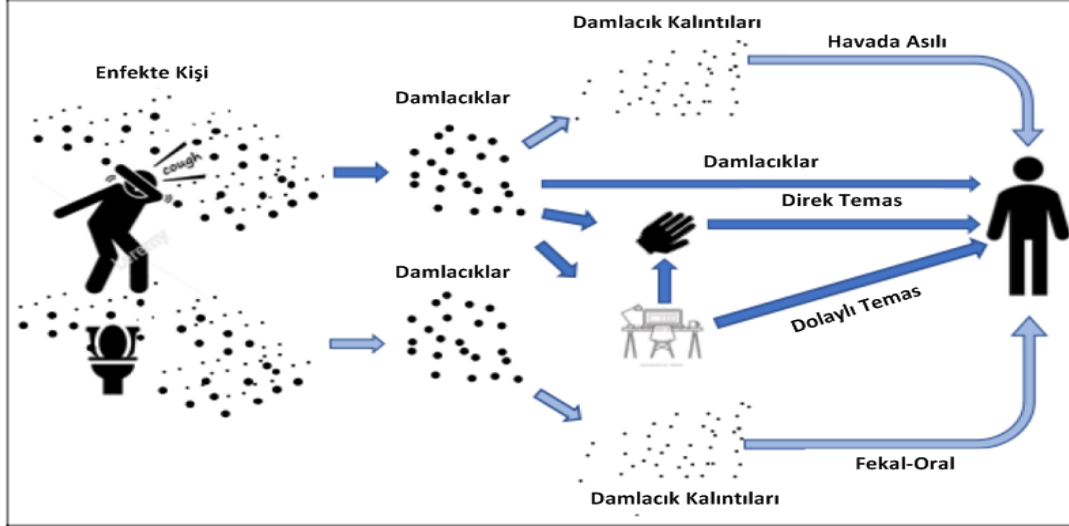 Damlacık Kalıntıları
Havada Asılı
Enfekte Kişi
Damlacıklar
cough
Damlacıklar
Direk Temas
Damlacıklar
Dolaylı Temas
Fekal-Oral
Damlacık Kalıntıları